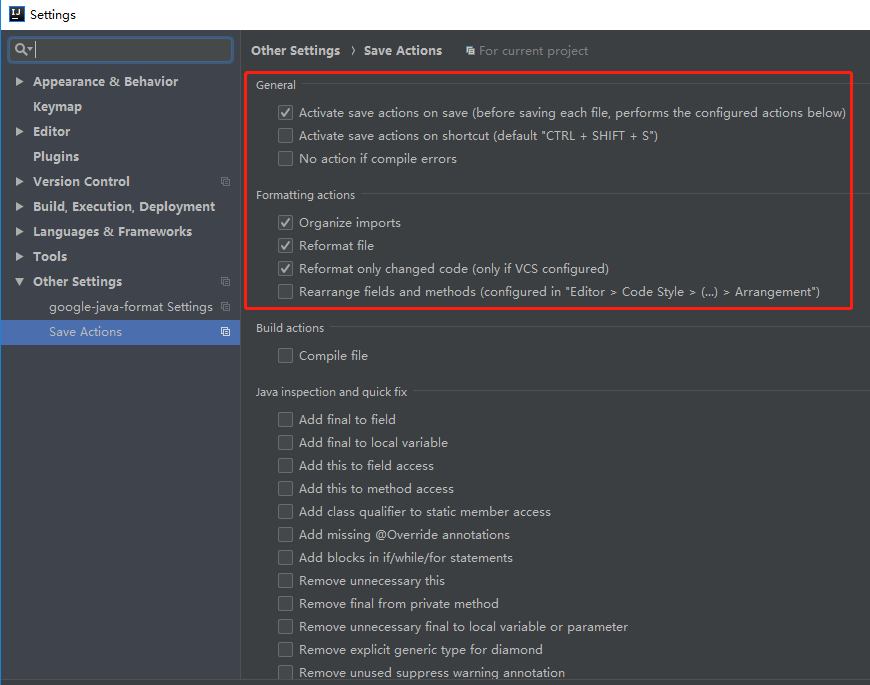 Settings
Appearance & Behavior
Keymap
Editor
Plugins
Version Control
Build, Execution, Deployment
Languages & Frameworks
Tools
Other Settings
google-java-format Settings
Save Actions
Other Settings › Save Actions For current project
General
Activate save actions on save (before saving each file, performs the configured actions below)
Activate save actions on shortcut (default "CTRL + SHIFT + S")
No action if compile errors
Formatting actions
Organize imports
Reformat file
Reformat only changed code (only if VCS configured)
Rearrange fields and methods (configured in "Editor > Code Style > (...) > Arrangement")
Build actions
Compile file
Java inspection and quick fix
Add final to field
Add final to local variable
Add this to field access
Add this to method access
Add class qualifier to static member access
Add missing @Override annotations
Add blocks in if/while/for statements
Remove unnecessary this
Remove final from private method
Remove unnecessary final to local variable or parameter
Remove explicit generic type for diamond
Remove unused suppress warning annotation